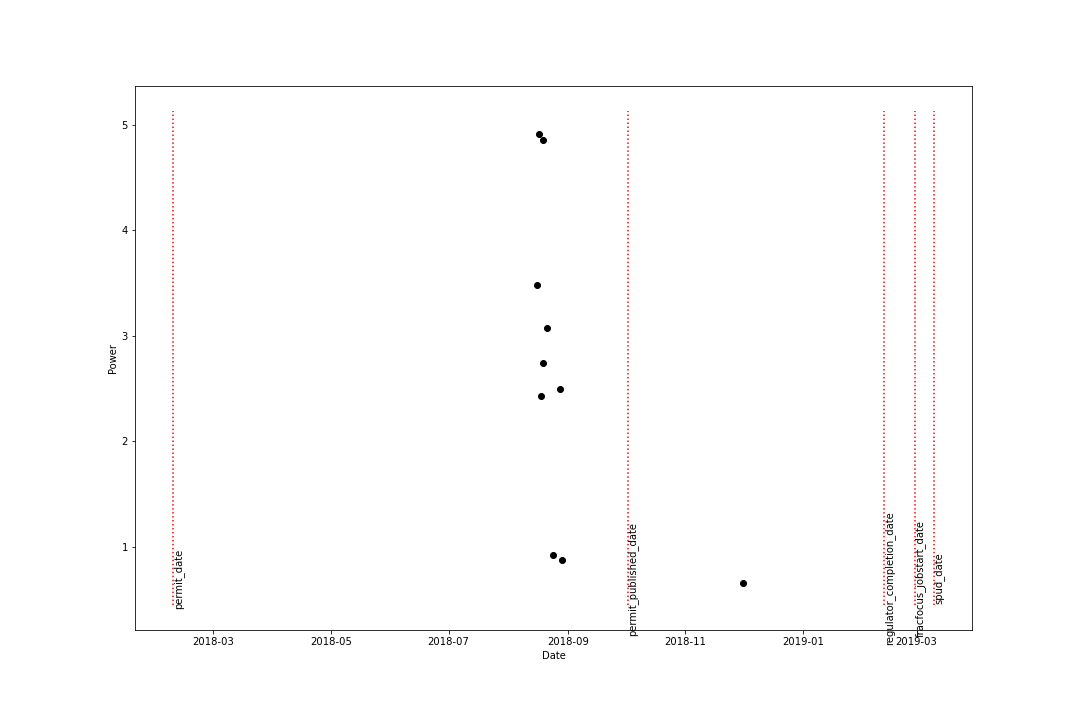 5
4
3
2
1
Power
permit_date
permit_published_date
regulator_completion_date
fracfocus_jobstart_date
spud_date
2018-03 2018-05 2018-07 2018-09 2018-11 2019-01 2019-03
Date